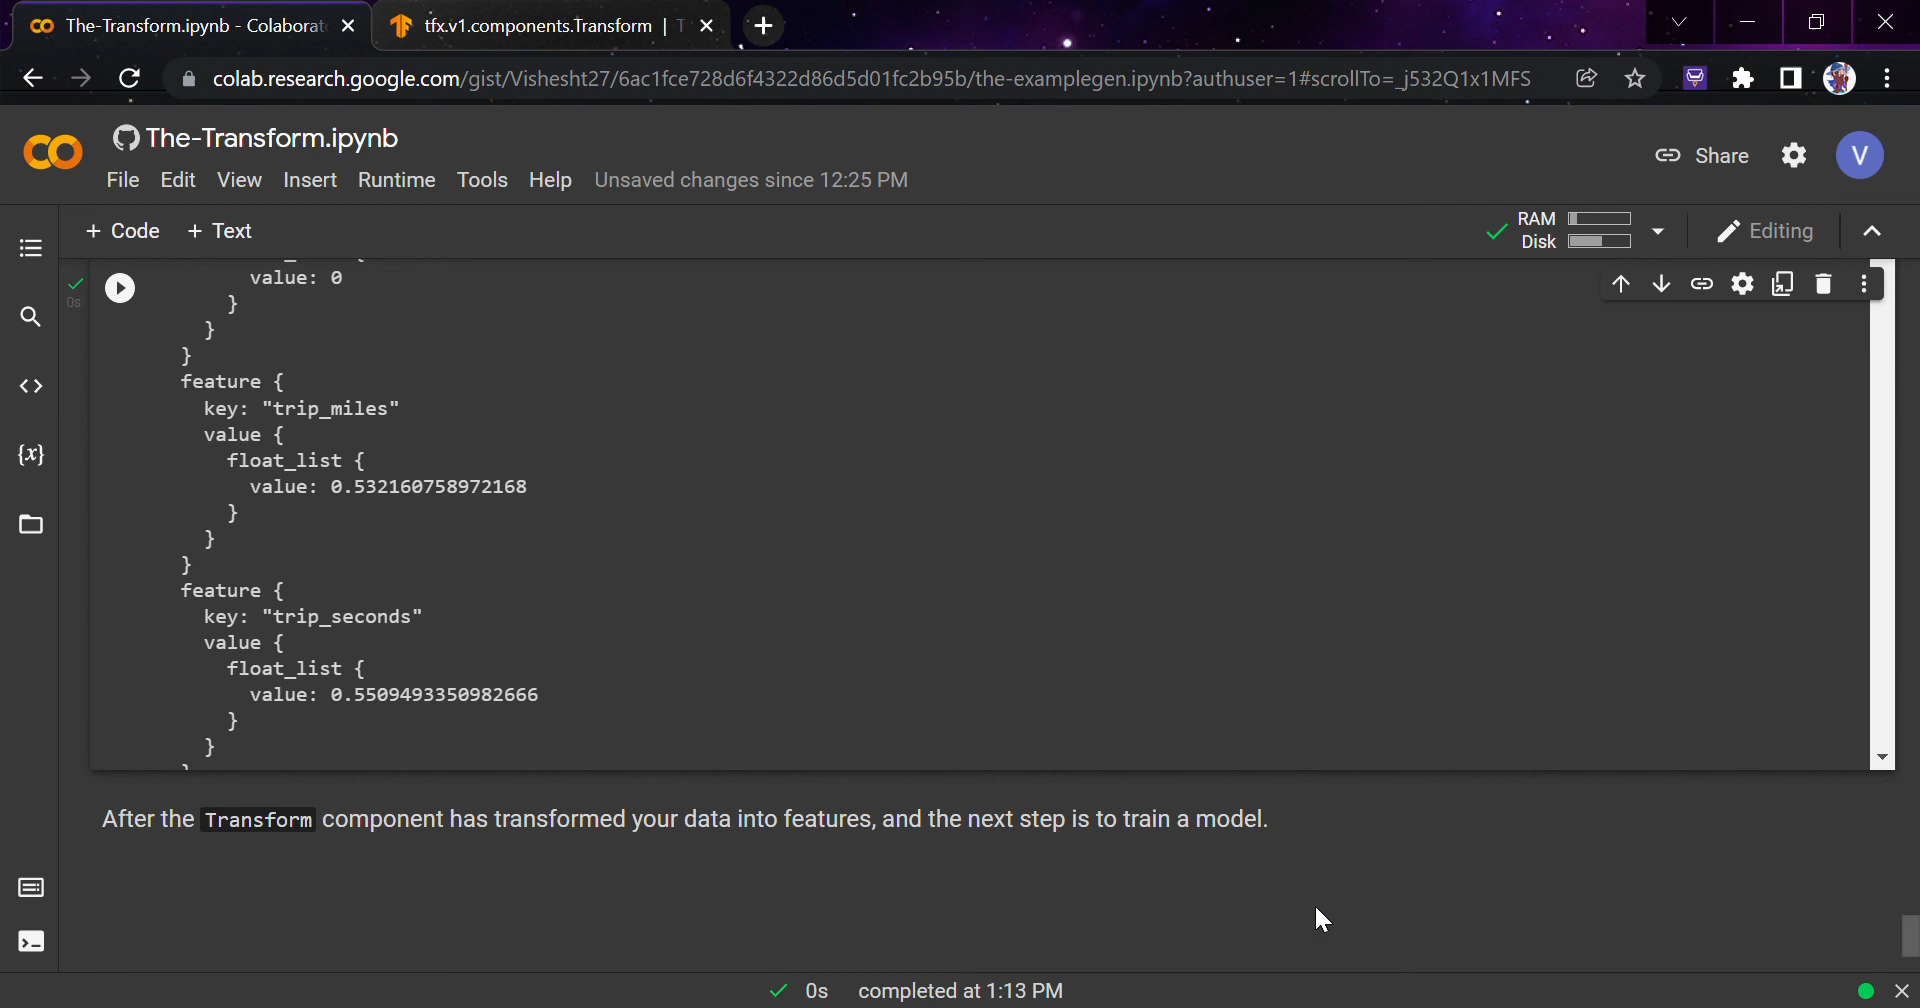 The-Transform.ipynb - Colaborat
tfx.v1.components.Transform | T
colab.research.google.com/gist/Vishesht27/6ac1fce728d6f4322d86d5d01fc2b95b/the-examplegen.ipynb?authuser=1#scrollTo=_j532Q1x1MFS
The-Transform.ipynb
File Edit View Insert Runtime Tools Help Unsaved changes since 12:25 PM
Share
V
+ Code + Text
RAM
Disk
Editing
0s
value: 0
}
}
}
feature {
key: "trip_miles"
value {
float_list {
value: 0.532160758972168
}
}
}
feature {
key: "trip_seconds"
value {
float_list {
value: 0.5509493350982666
}
}
After the Transform component has transformed your data into features, and the next step is to train a model.
0s completed at 1:13 PM